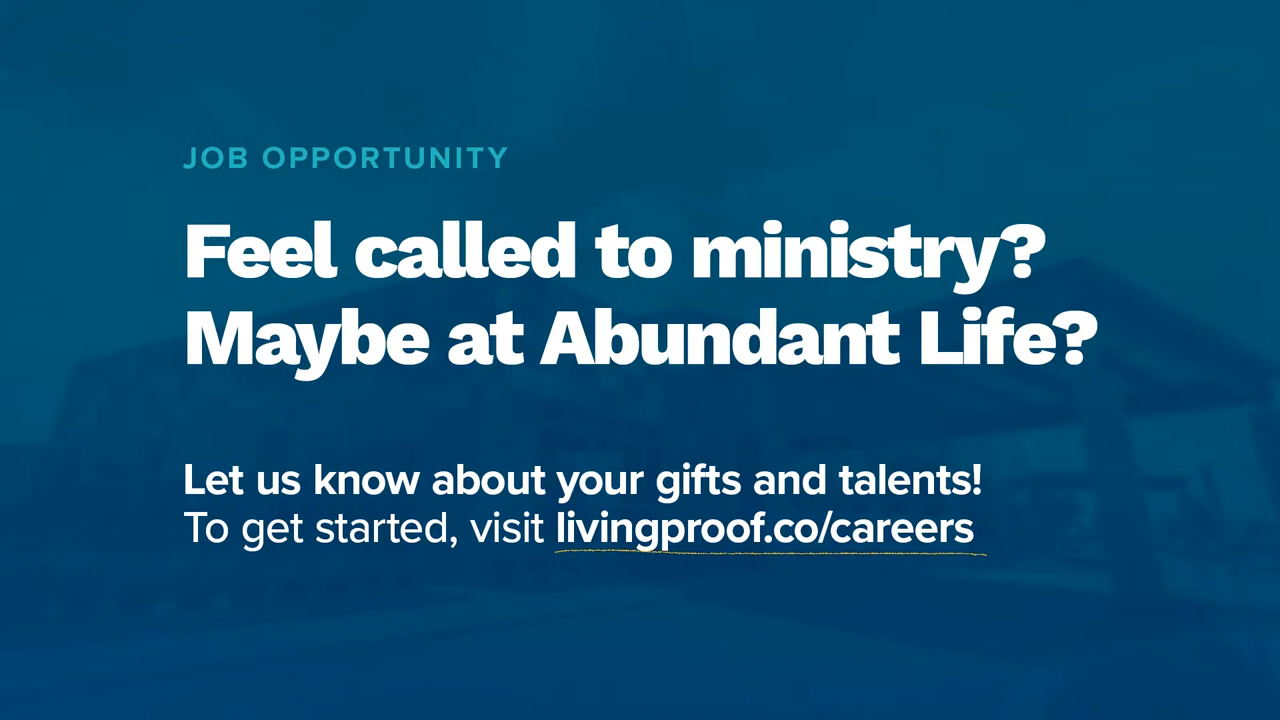 JOB OPPORTUNITY
Feel called to ministry?
Maybe at Abundant Life?
Let us know about your gifts and talents!
To get started, visit livingproof.co/careers